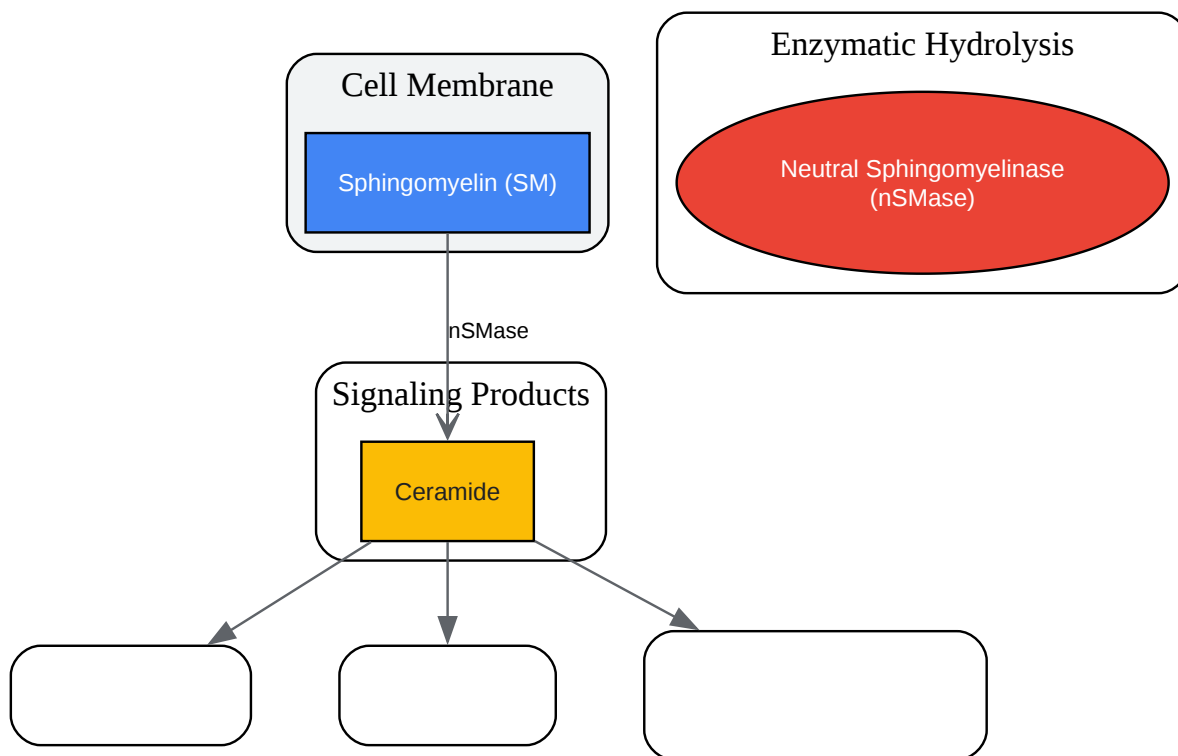 Enzymatic Hydrolysis
Cell Membrane
Sphingomyelin (SM)
Neutral Sphingomyelinase
(nSMase)
nSMase
Signaling Products
Ceramide